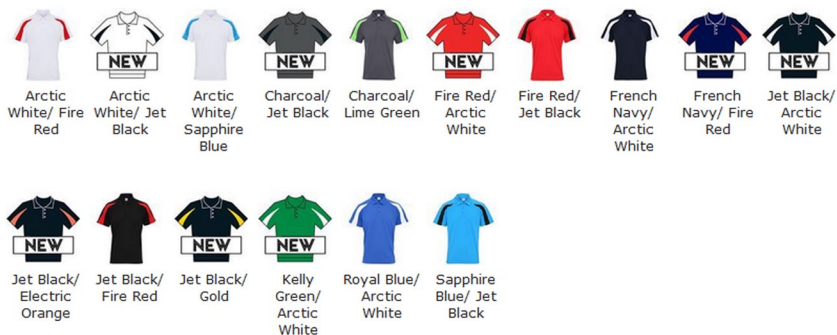 NEW
NEW
NEW
NEW
NEW
Arctic White/ Fire Red
Arctic White/ Jet Black
Arctic White/ Sapphire Blue
Charcoal/ Jet Black
Charcoal/ Lime Green
Fire Red/ Arctic White
Fire Red/ Jet Black
French Navy/ Arctic White
French Navy/ Fire Red
Jet Black/ Arctic White
NEW
NEW
NEW
Jet Black/ Electric Orange
Jet Black/ Fire Red
Jet Black/ Gold
Kelly Green/ Arctic White
Royal Blue/ Arctic White
Sapphire Blue/ Jet Black